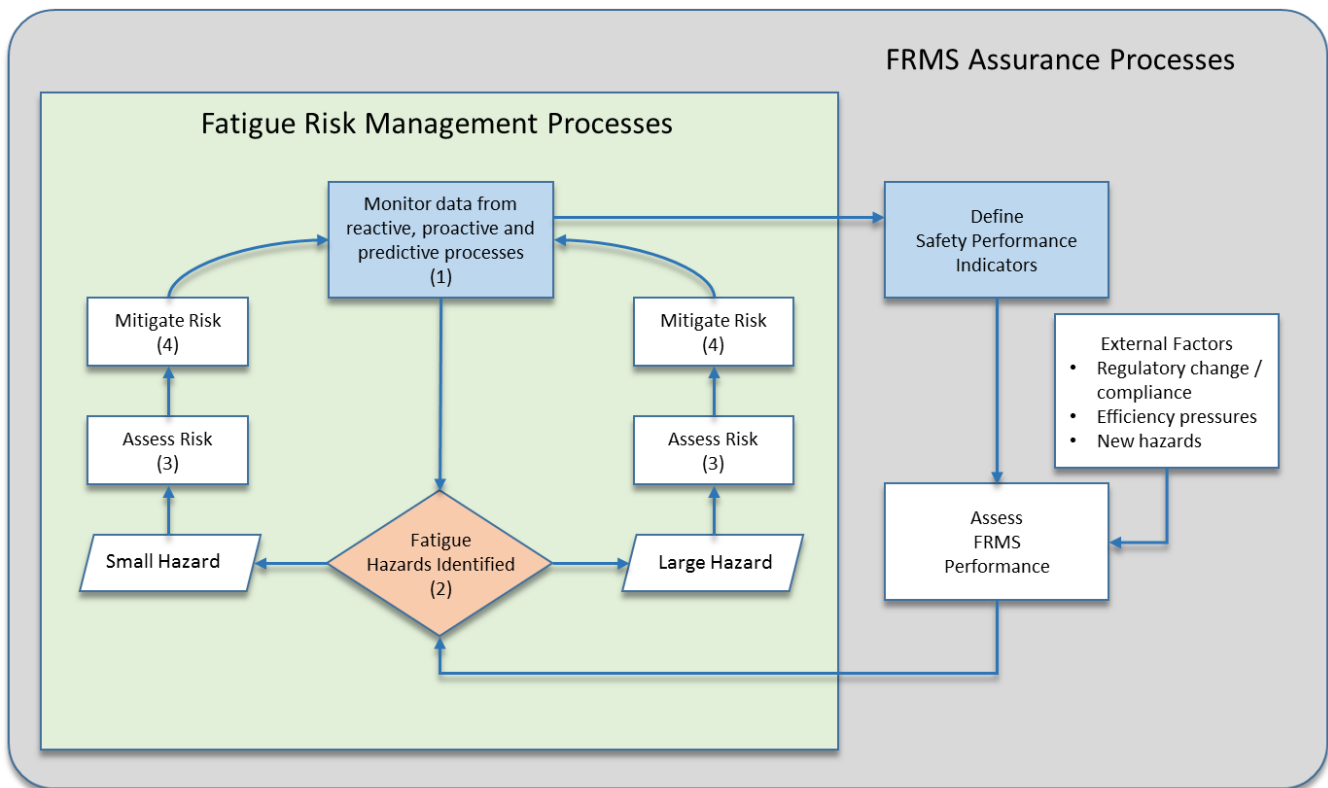 FRMS Assurance Processes
Fatigue Risk Management Processes
Monitor data from
reactive, proactive and
predictive processes
(1)
Define
Safety Performance
Indicators
Mitigate Risk
(4)
Mitigate Risk
(4)
External Factors
• Regulatory change /
compliance
• Efficiency pressures
• New hazards
Assess Risk
(3)
Assess Risk
(3)
Small Hazard
Fatigue
Hazards Identified
(2)
Large Hazard
Assess
FRMS
Performance